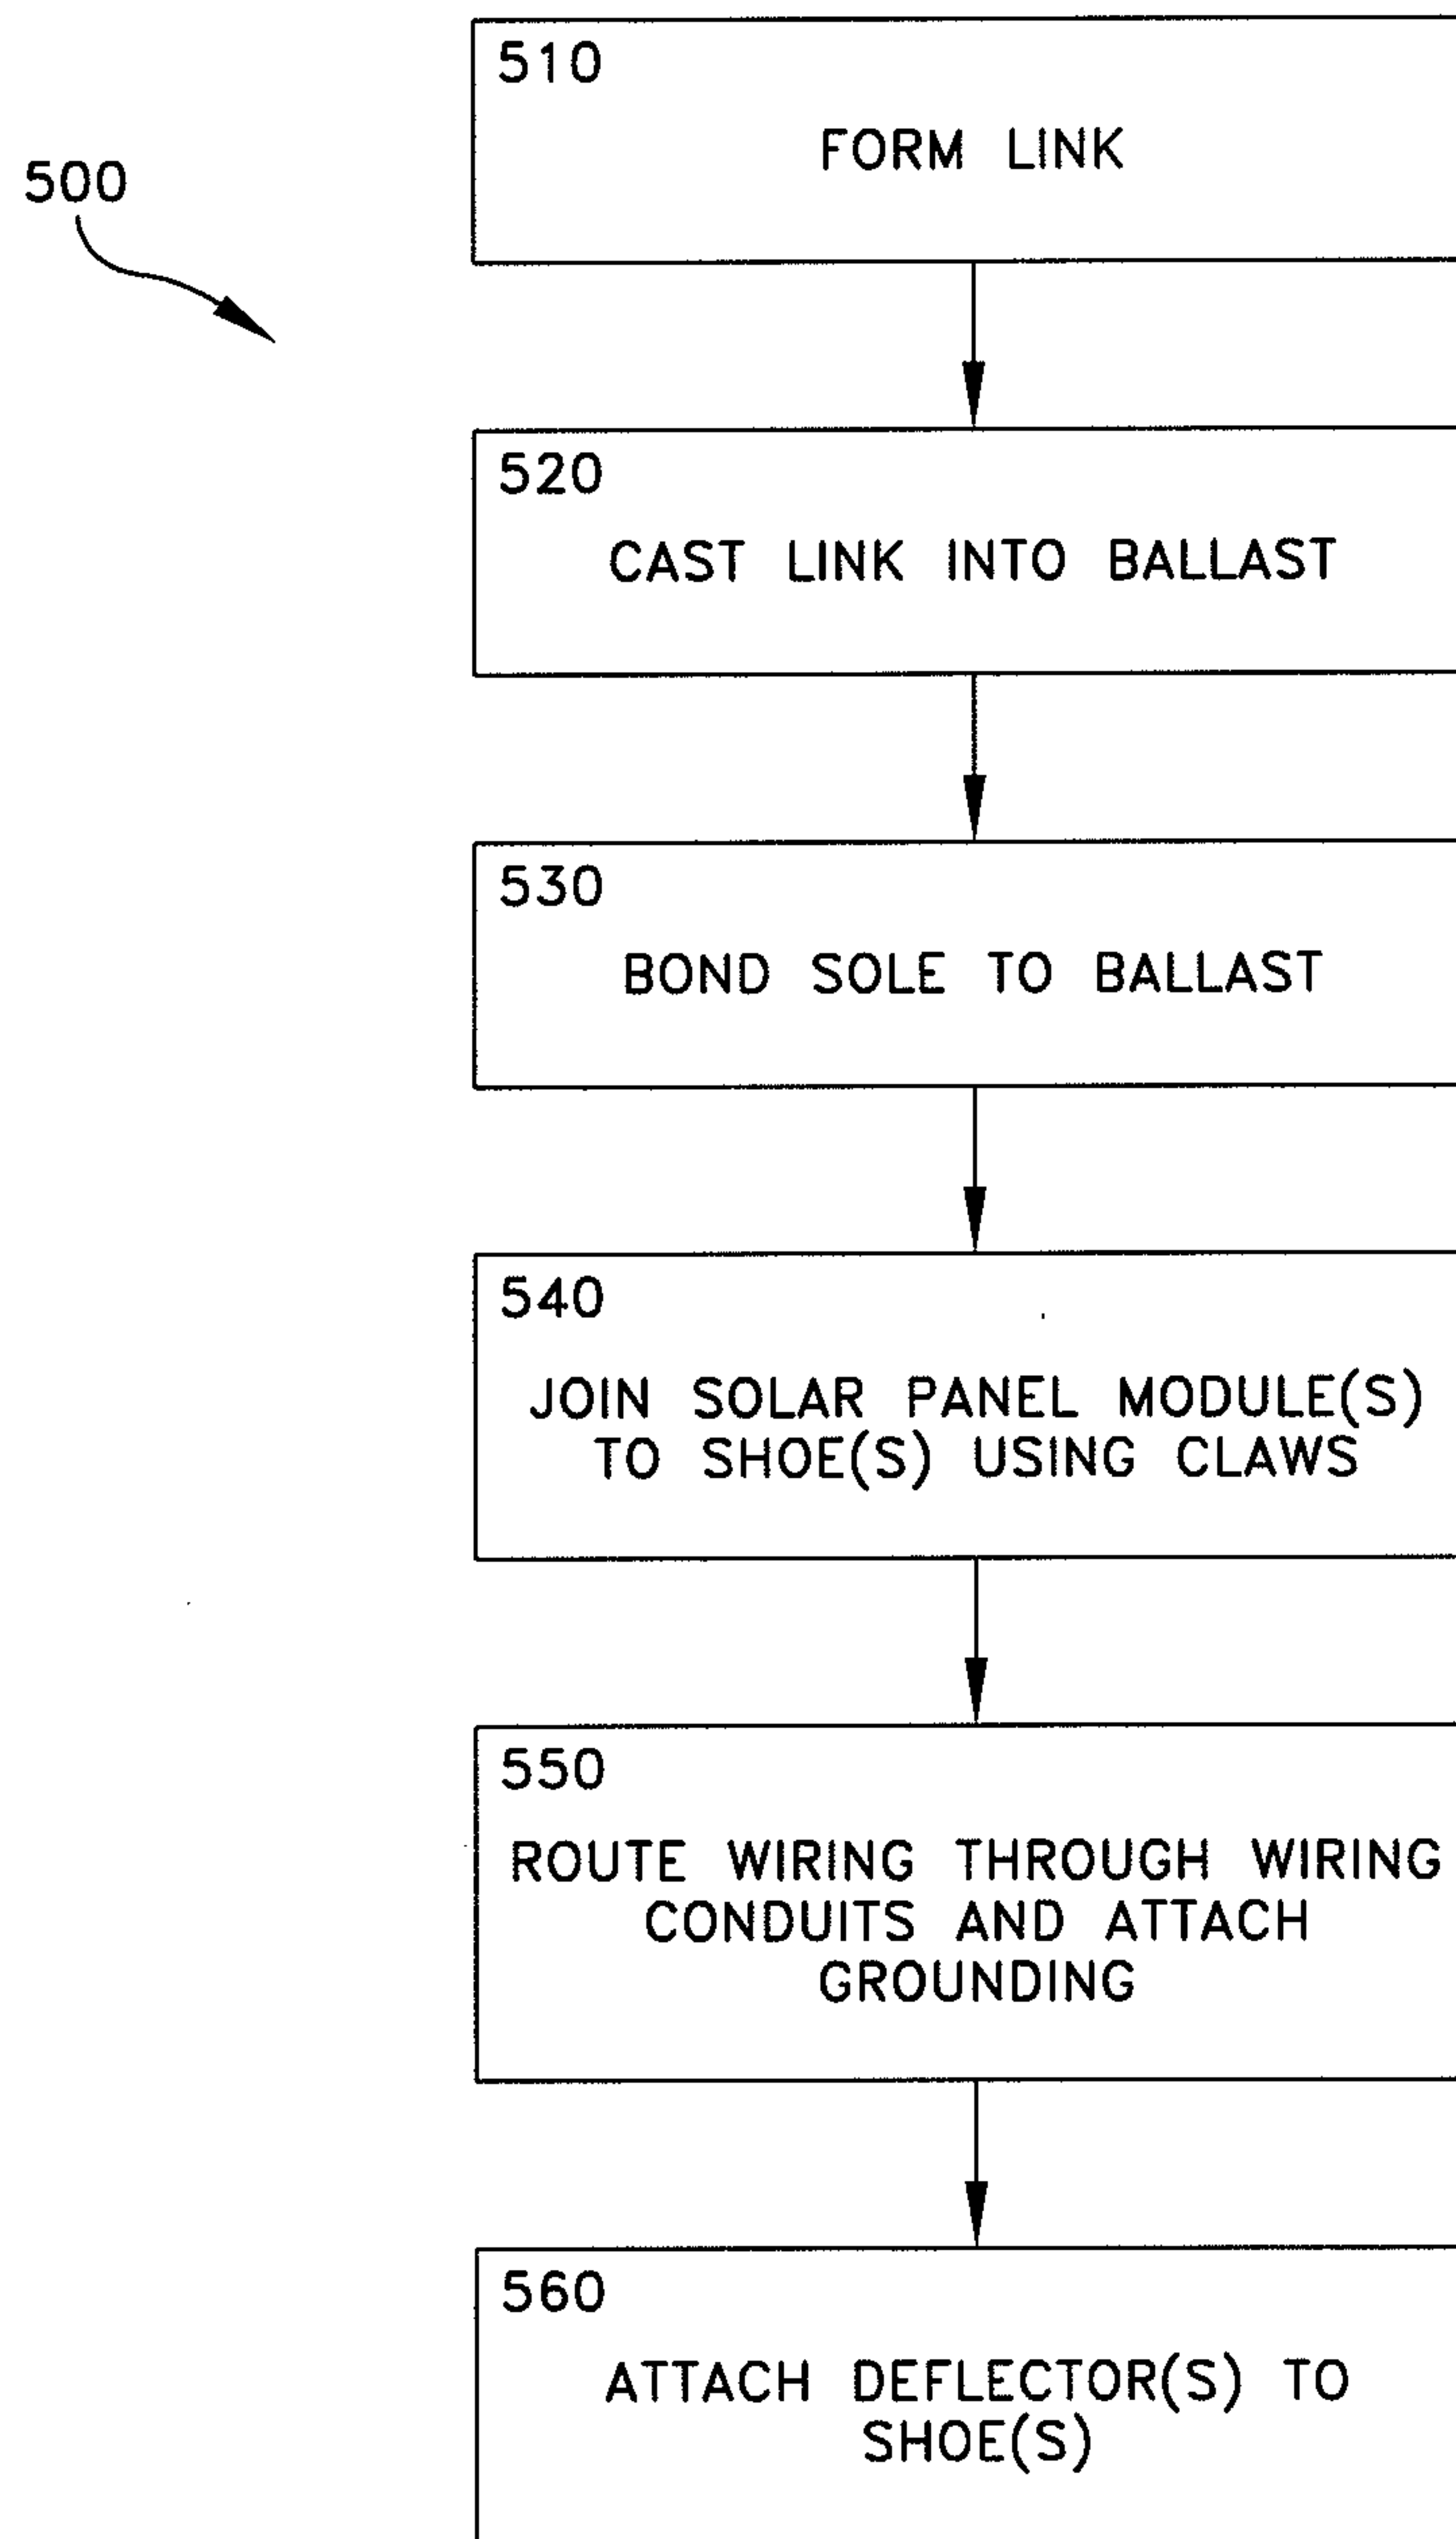 510
FORM LINK
500
520
CAST LINK INTO BALLAST
530
BOND SOLE TO BALLAST
540
JOIN SOLAR PANEL MODULE(S)
TO SHOE(S) USING CLAWS
550
ROUTE WIRING THROUGH WIRING
CONDUITS AND ATTACH
GROUNDING
560
ATTACH DEFLECTOR(S) TO
SHOE(S)